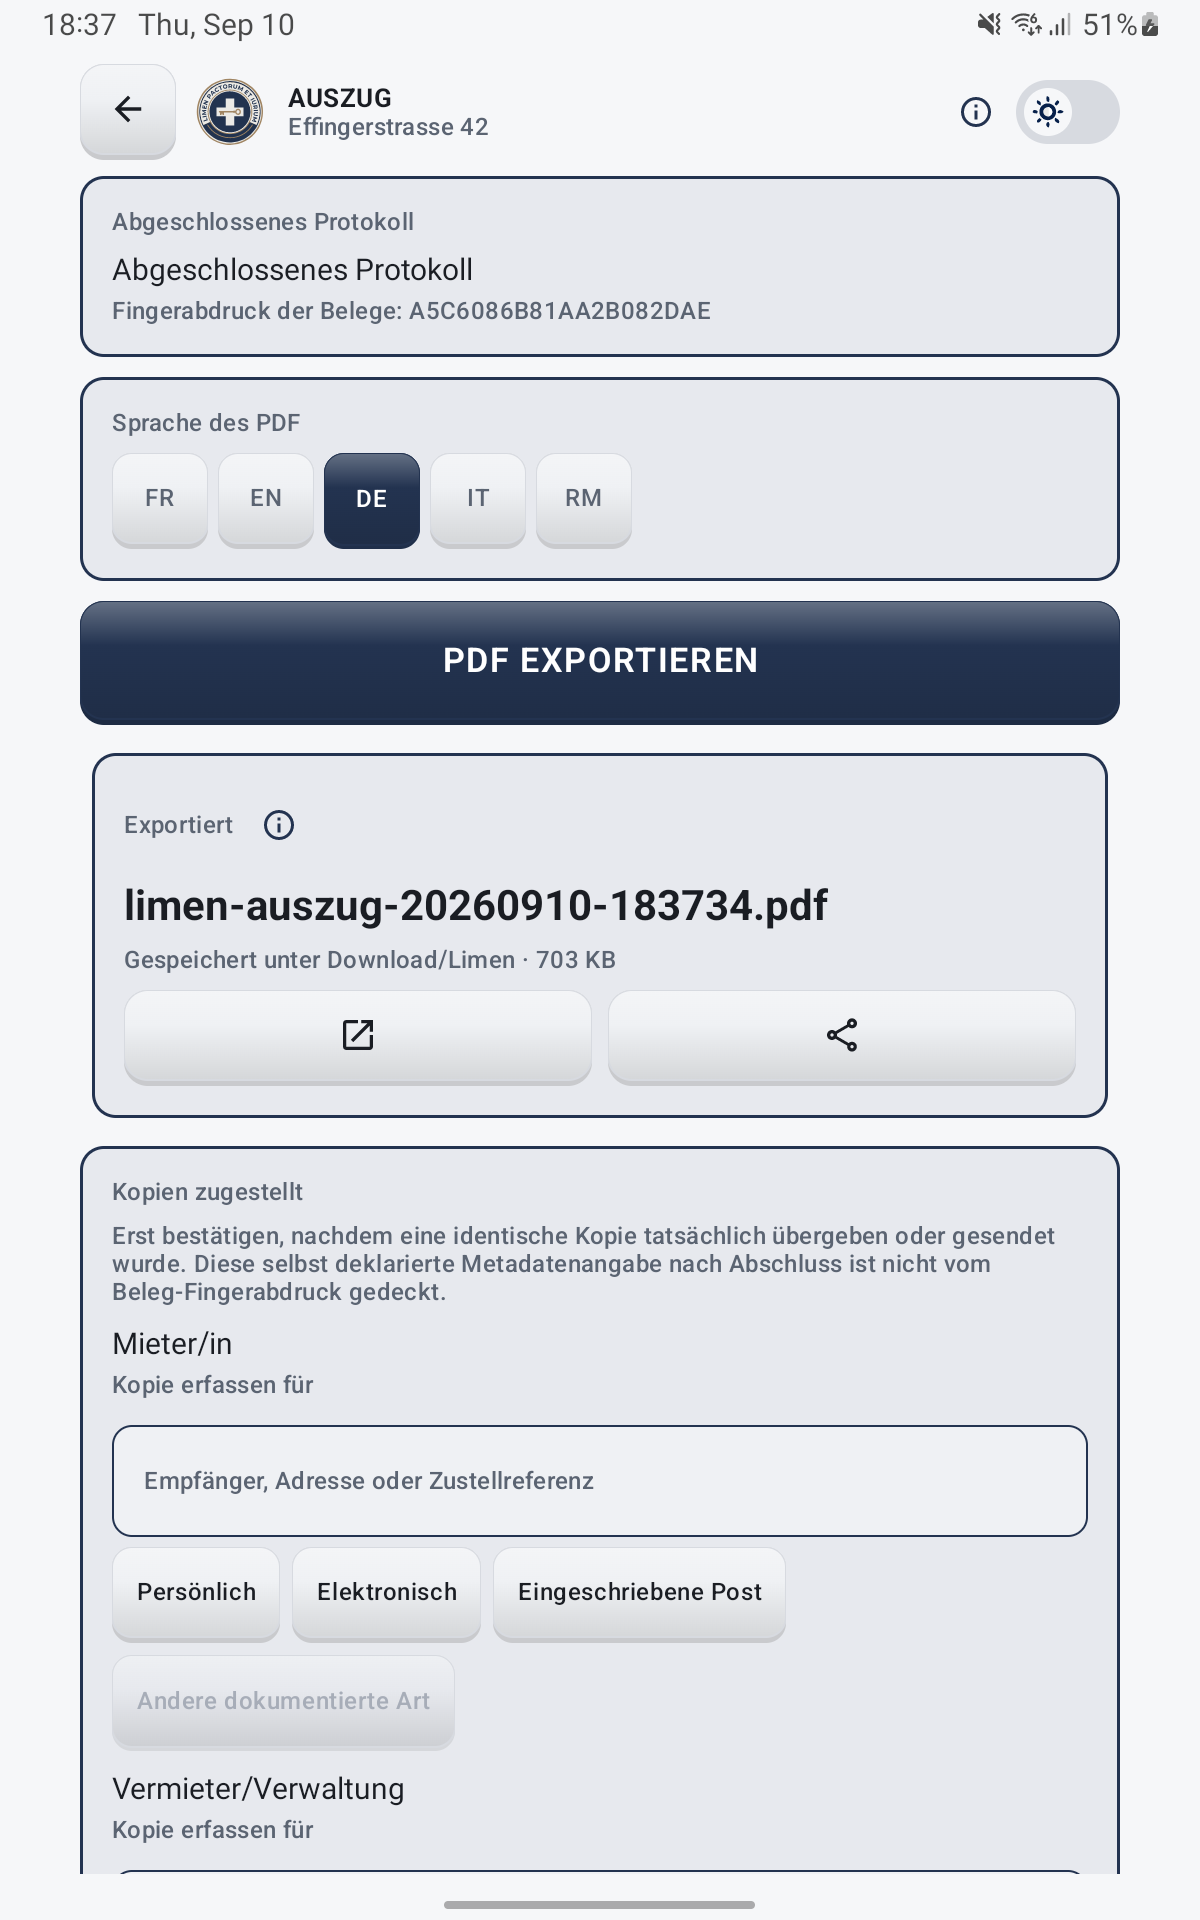 18:37 Thu, Sep 10
51%
LIMEN PACTORUM ET IURIUM
AUSZUG
Effingerstrasse 42
Abgeschlossenes Protokoll
Abgeschlossenes Protokoll
Fingerabdruck der Belege: A5C6086B81AA2B082DAE
Sprache des PDF
FR EN DE IT RM
PDF EXPORTIEREN
Exportiert
limen-auszug-20260910-183734.pdf
Gespeichert unter Download/Limen · 703 KB
Kopien zugestellt
Erst bestätigen, nachdem eine identische Kopie tatsächlich übergeben oder gesendet
wurde. Diese selbst deklarierte Metadatenangabe nach Abschluss ist nicht vom
Beleg-Fingerabdruck gedeckt.
Mieter/in
Kopie erfassen für
Empfänger, Adresse oder Zustellreferenz
Persönlich Elektronisch Eingeschriebene Post
Andere dokumentierte Art
Vermieter/Verwaltung
Kopie erfassen für